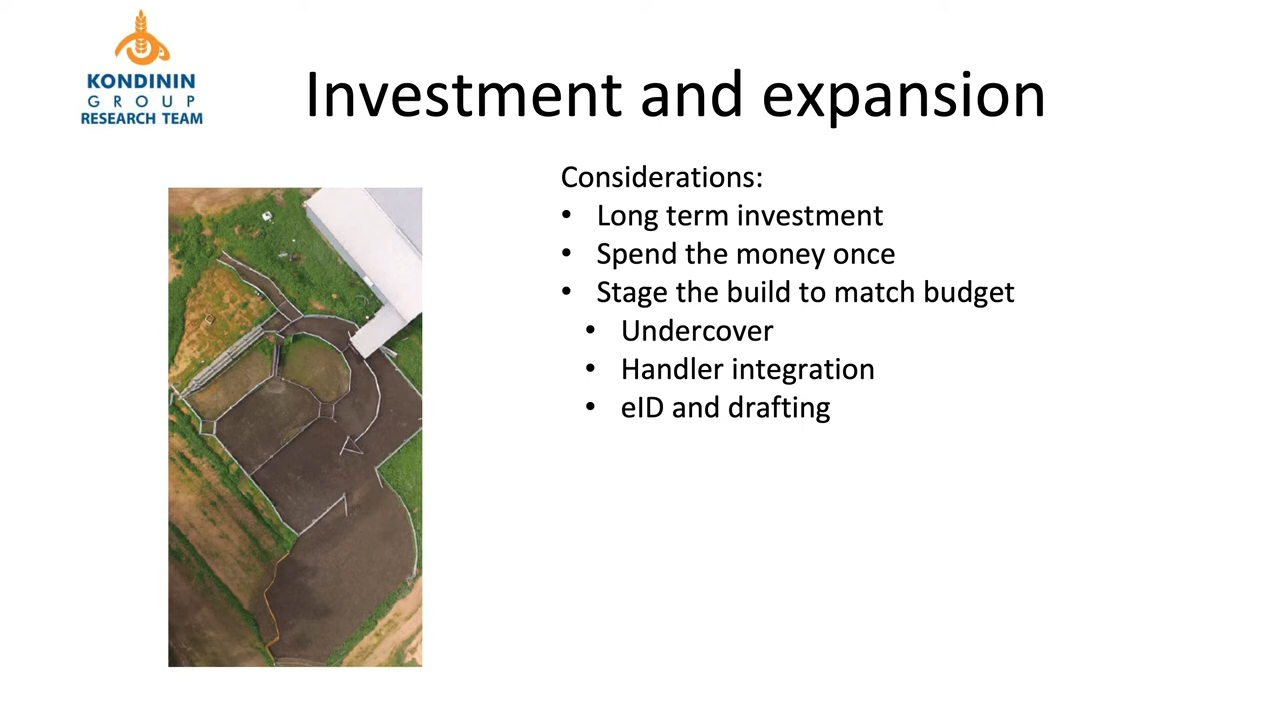 KONDININ
GROUP
RESEARCH TEAM
Investment and expansion
Considerations:
• Long term investment
• Spend the money once
• Stage the build to match budget
• Undercover
• Handler integration
• eID and drafting